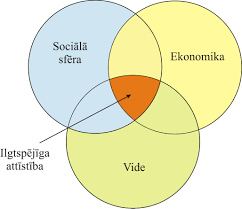 Sociālā
sfēra
Ekonomika
Ilgtspējīga
attīstība
Vide